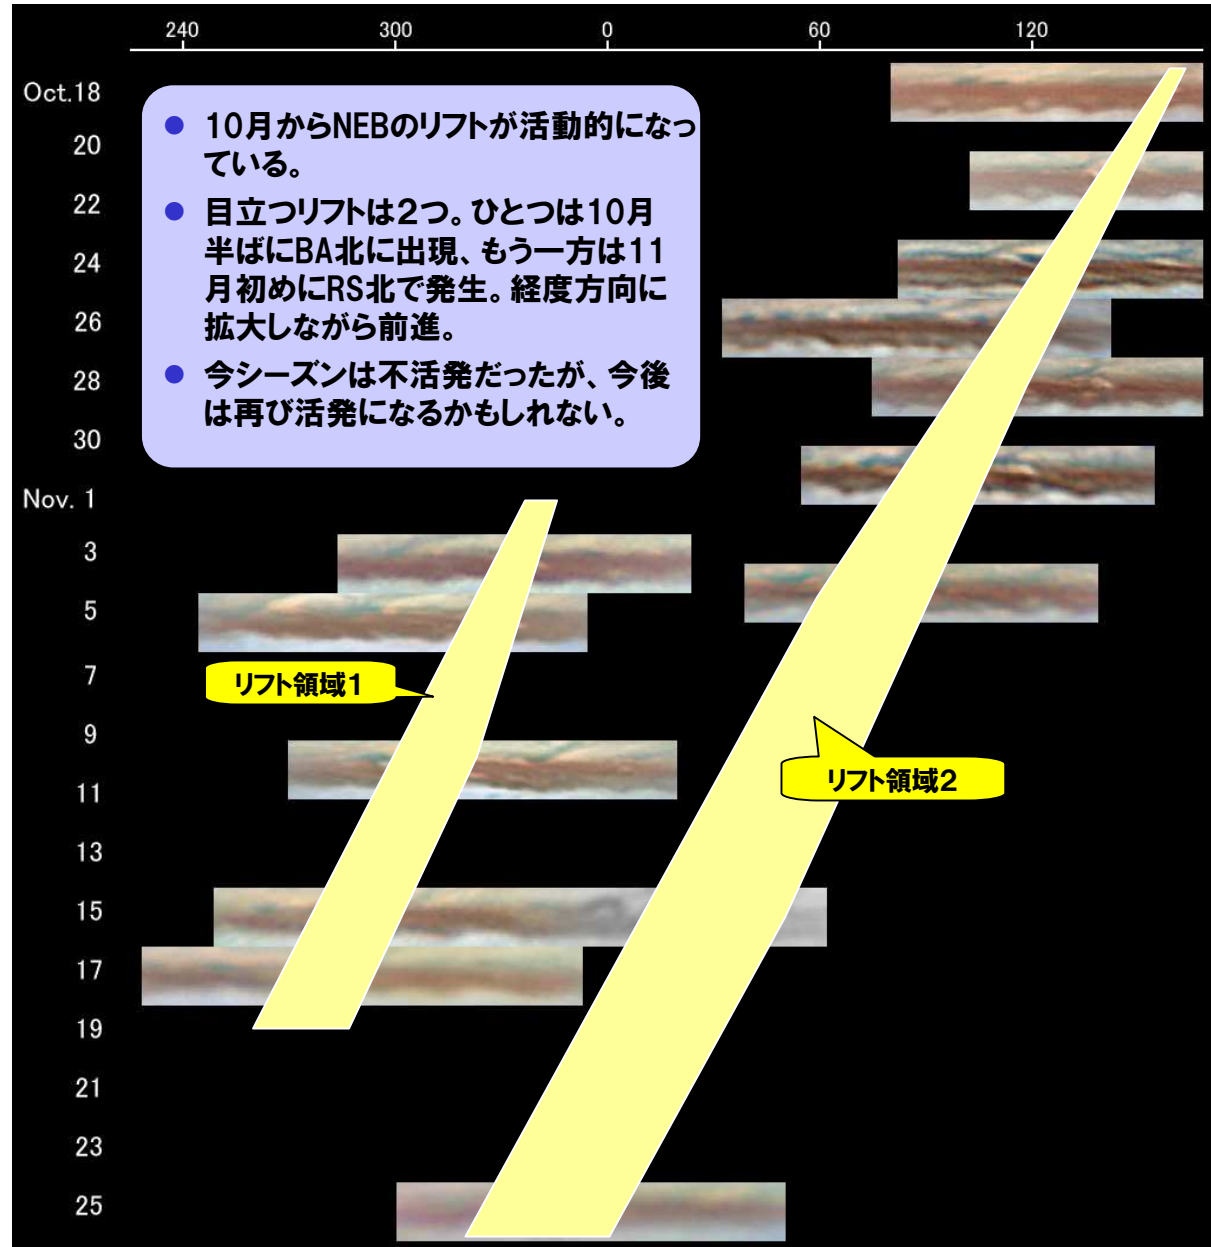 240 300 0 60 120
Oct.18
● 10月からNEBのリフトが活動的になっ
ている。
● 目立つリフトは2つ。ひとつは10月
半ばにBA北に出現、もう一方は11
月初めにRS北で発生。経度方向に
拡大しながら前進。
● 今シーズンは不活発だったが、今後
は再び活発になるかもしれない。
20
22
24
26
28
30
Nov. 1
3
5
7
リフト領域1
9
リフト領域2
11
13
15
17
19
21
23
25